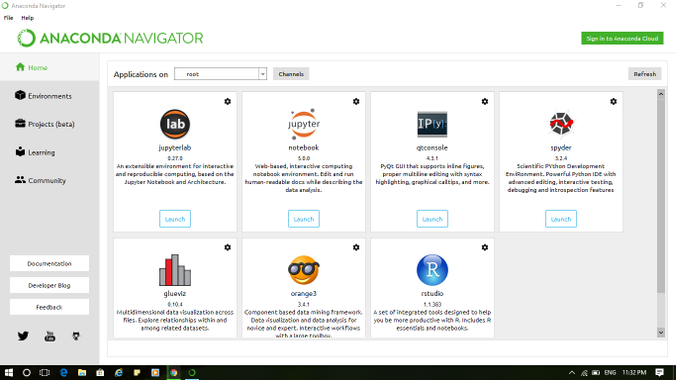 Anaconda Navigator
File Help
ANACONDA NAVIGATOR
Sign in to Anaconda Cloud
Home
Environments
Projects (beta)
Learning
Community
Documentation
Developer Blog
Feedback
Applications on
root
Channels
Refresh
lab
jupyterlab
0.27.0
An extensible environment for interactive
and reproducible computing, based on the
Jupyter Notebook and Architecture.
Launch
jupyter
notebook
5.0.0
Web-based, interactive computing
notebook environment. Edit and run
human-readable docs while describing the
data analysis.
Launch
IP[y]:
qtconsole
4.3.1
PyQt GUI that supports inline figures,
proper multiline editing with syntax
highlighting, graphical calltips, and more.
Launch
spyder
3.2.4
Scientific PYthon Development
EnviRonment. Powerful Python IDE with
advanced editing, interactive testing,
debugging and introspection features
Launch
glueviz
0.10.4
Multidimensional data visualization across
files. Explore relationships within and
among related datasets.
orange3
3.4.1
Component based data mining framework.
Data visualization and data analysis for
novice and expert. Interactive workflows
with a large toolbox.
R
rstudio
1.1.383
A set of integrated tools designed to help
you be more productive with R. Includes R
essentials and notebooks.
ENG 11:32 PM